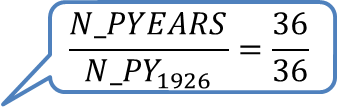 N_PYEARS / N_PY₁₉₂₆ = 36 / 36